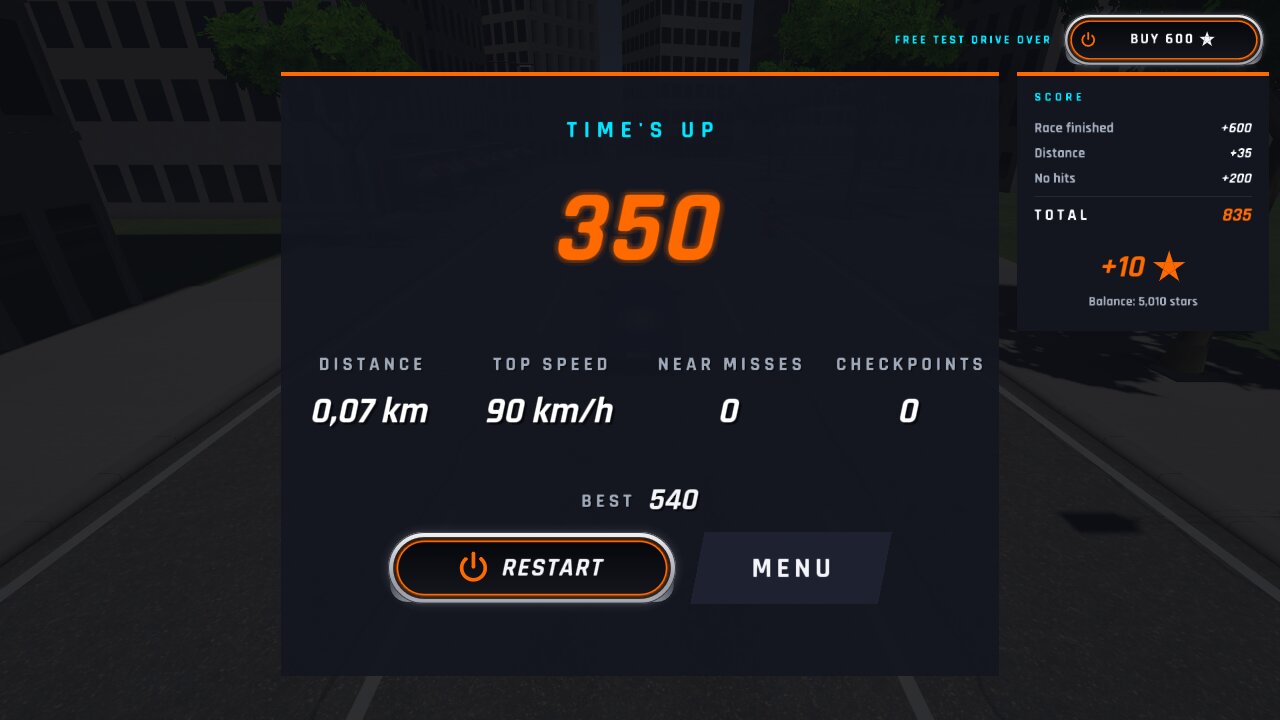 FREE TEST DRIVE OVER
BUY 600
TIME'S UP
350
DISTANCE
0,07 km
TOP SPEED
90 km/h
NEAR MISSES
0
CHECKPOINTS
0
BEST 540
RESTART
MENU
SCORE
Race finished +600
Distance +35
No hits +200
TOTAL 835
+10
Balance: 5,010 stars